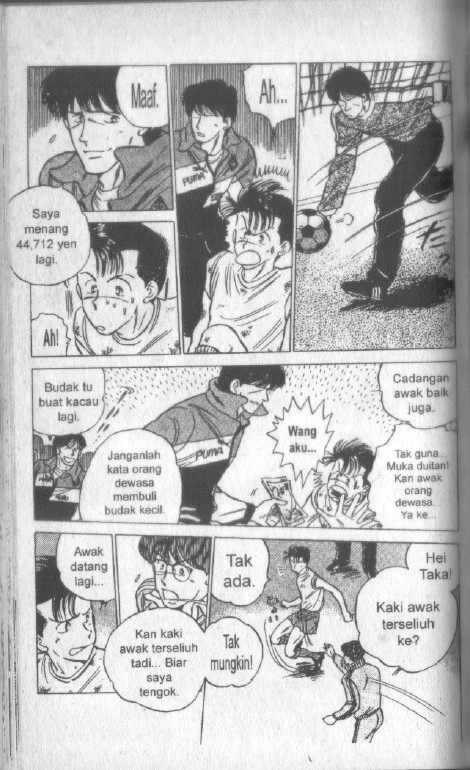 Ah...
PUMA
Maaf.
Saya
menang
44,712 yen
lagi.
Ah!
Cadangan
awak baik
juga.
Tak guna...
Muka duitan!
Kan awak
orang
dewasa...
Ya ke...
Wang
aku...
PUMA
Janganlah
kata orang
dewasa
membuli
budak kecil.
Budak tu
buat kacau
lagi.
Hei
Taka!
Kaki awak
terseliuh
ke?
Tak
ada.
Tak
mungkin!
Kan kaki
awak terseliuh
tadi... Biar
saya
tengok.
Awak
datang
lagi...